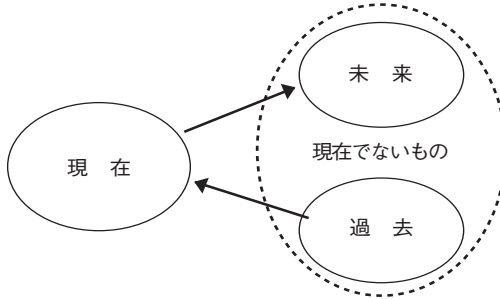 未　来
現在でないもの
現　在
過　去